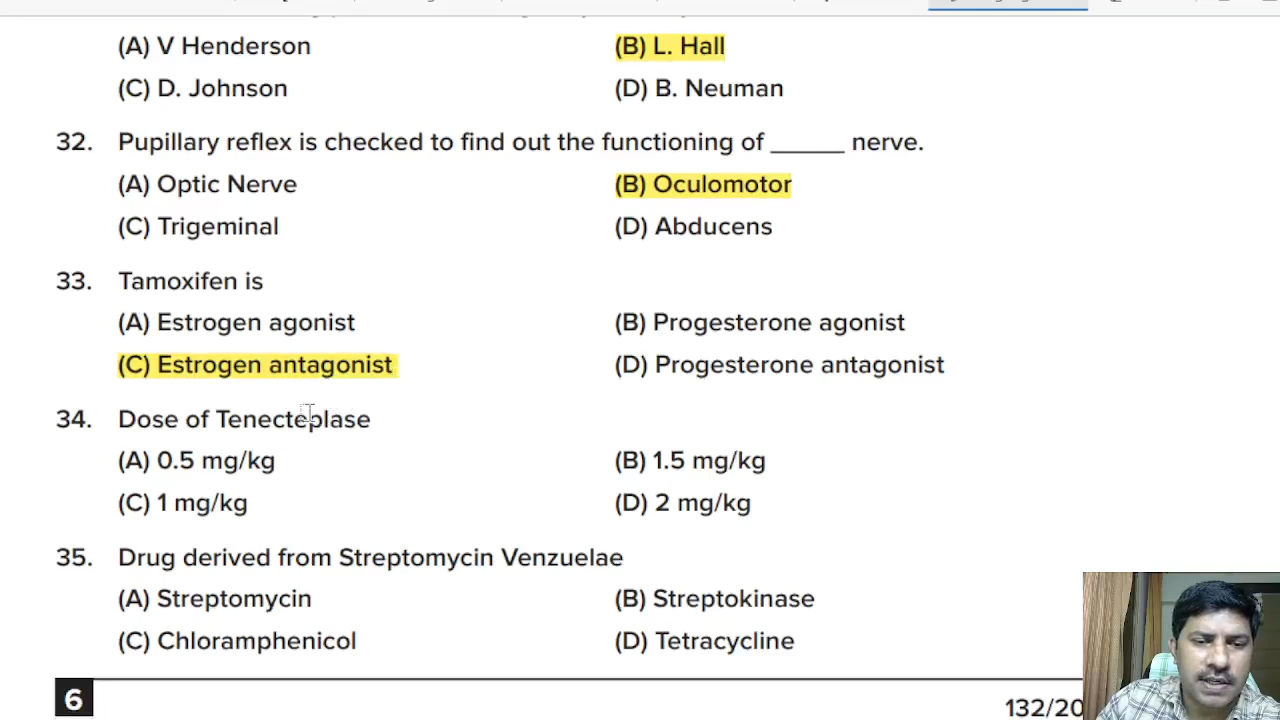 (A) V Henderson (B) L. Hall
(C) D. Johnson (D) B. Neuman
32. Pupillary reflex is checked to find out the functioning of _____ nerve.
(A) Optic Nerve (B) Oculomotor
(C) Trigeminal (D) Abducens
33. Tamoxifen is
(A) Estrogen agonist (B) Progesterone agonist
(C) Estrogen antagonist (D) Progesterone antagonist
34. Dose of Tenecteplase
(A) 0.5 mg/kg (B) 1.5 mg/kg
(C) 1 mg/kg (D) 2 mg/kg
35. Drug derived from Streptomycin Venzuelae
(A) Streptomycin (B) Streptokinase
(C) Chloramphenicol (D) Tetracycline
6 132/20